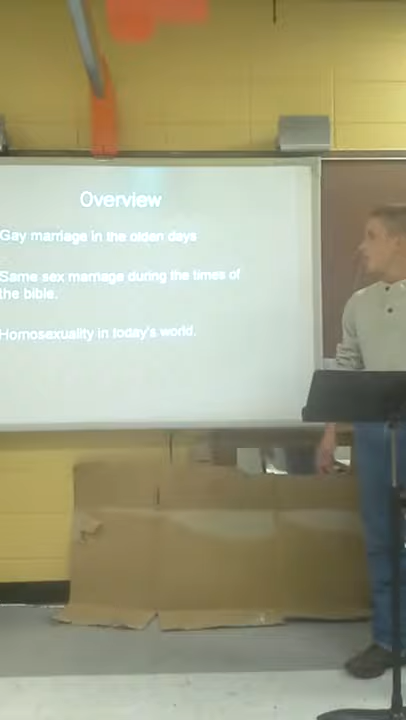 Overview
Gay marriage in the olden days
Same sex marriage during the times of
the bible.
Homosexuality in today's world.